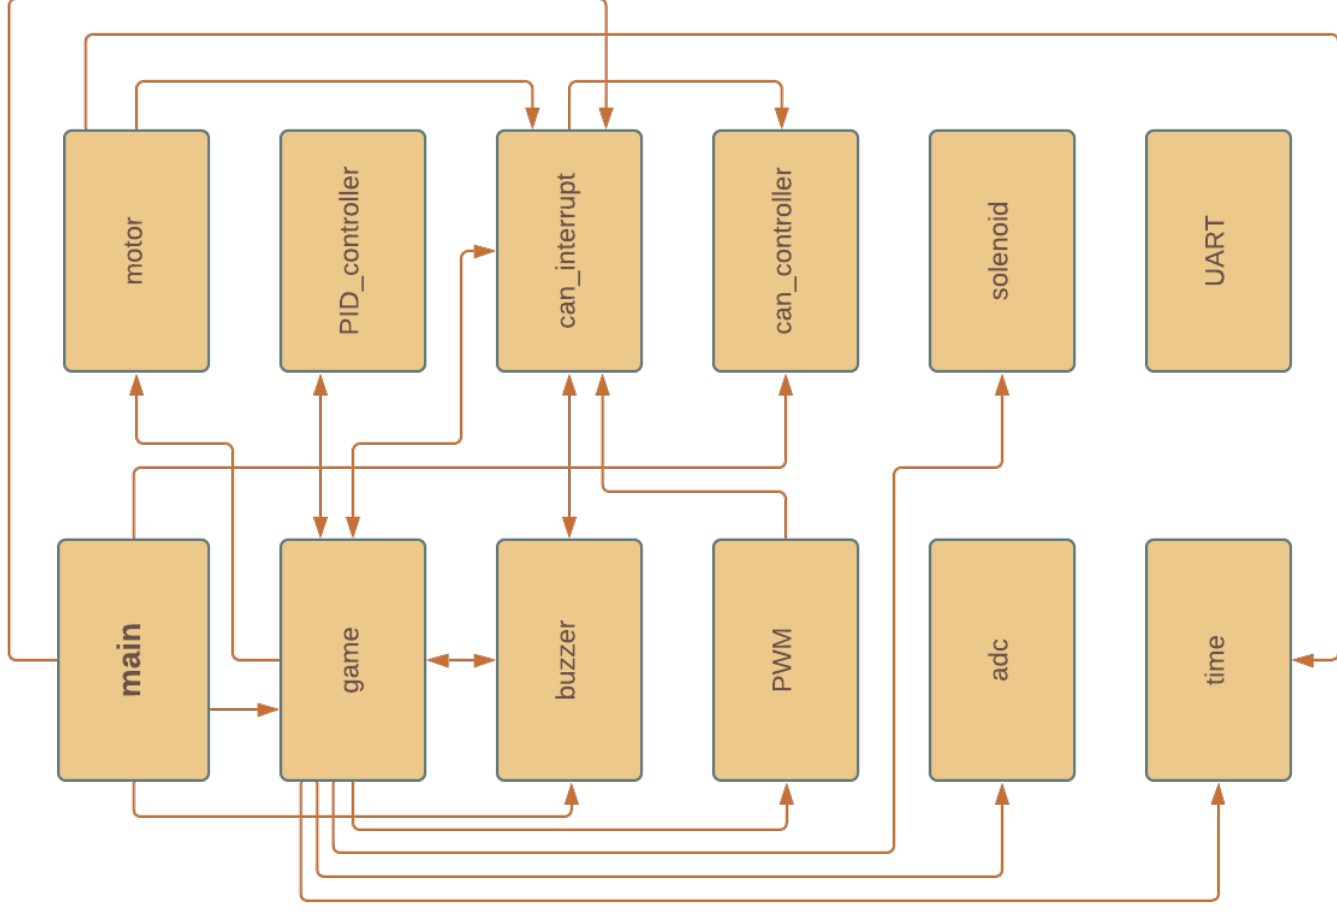 motor
PID_controller
can_interrupt
can_controller
solenoid
UART
main
game
buzzer
PWM
adc
time